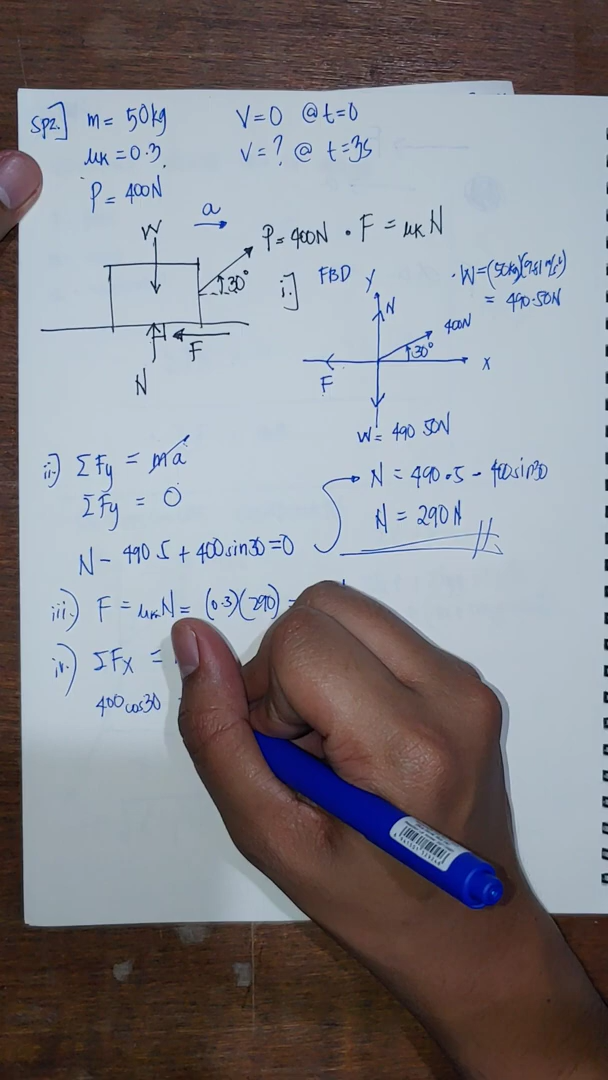 SP2.] m = 50kg V=0 @t=0
μK = 0.3. V=? @ t=3s
P = 400N
a
W
P = 400N • F = μK N
30°
F
N
i.] FBD Y
• W=(50kg)(9.81 m/s²)
= 490.50N
N
400N
30°
X
F
W = 490.50N
ii.) ΣFy = ma
ΣFy = 0
N - 490.5 + 400sin30 = 0
N = 490.5 - 400sin30
N = 290N
iii.) F = μK N = (0.3)(290) =
iv.) ΣFx =
400cos30